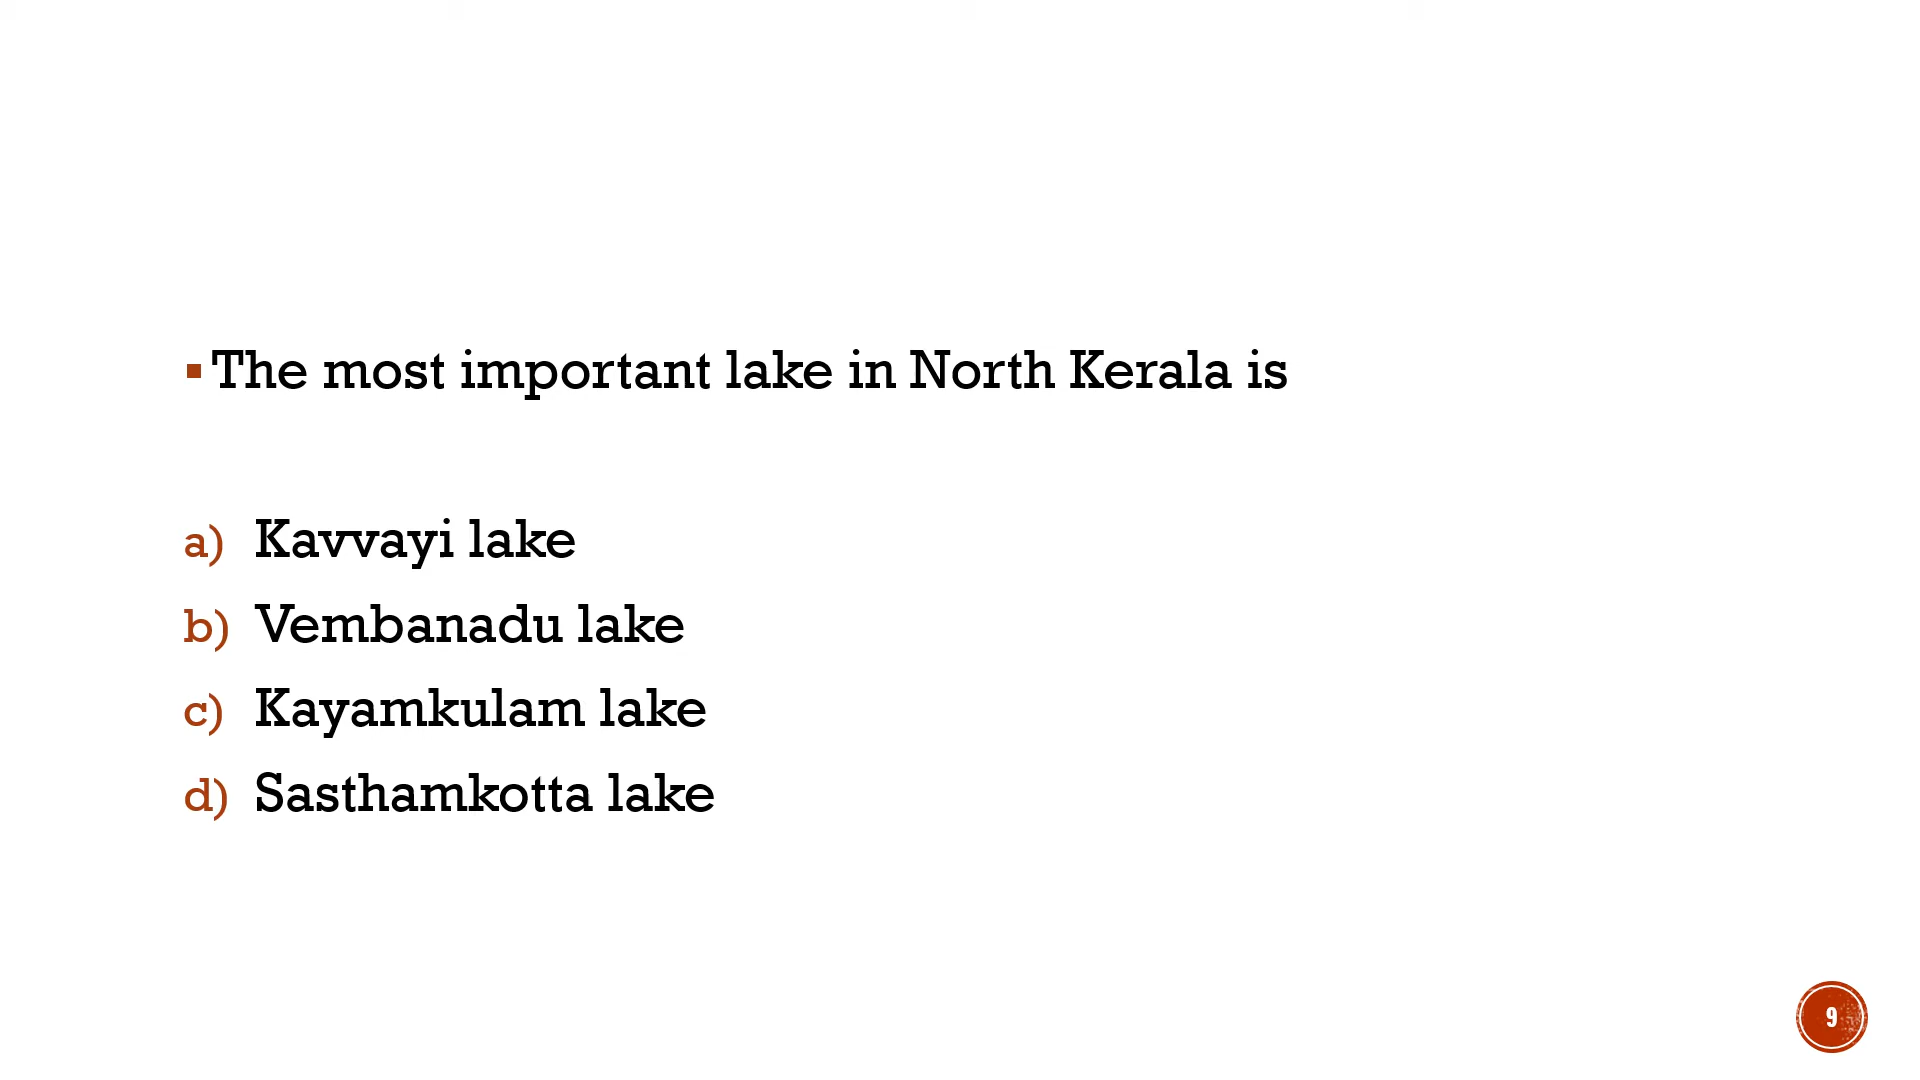 ▪The most important lake in North Kerala is
a) Kavvayi lake
b) Vembanadu lake
c) Kayamkulam lake
d) Sasthamkotta lake
9